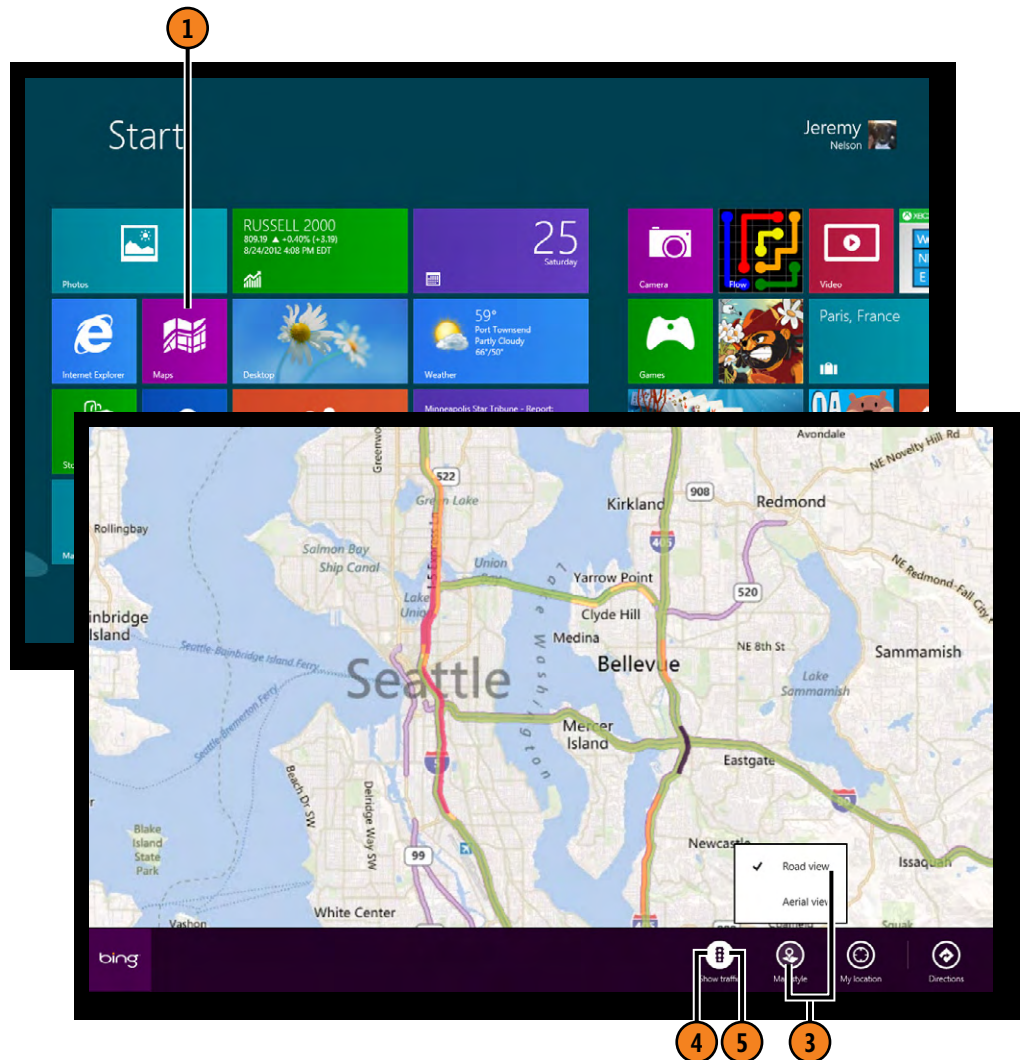 1
Start
Jeremy
Nelson
Photos
RUSSELL 2000
809.19 ▲ +0.40% (+3.19)
8/24/2012 4:08 PM EDT
25
Saturday
Camera
Flow
Video
Internet Explorer
Maps
Desktop
59°
Port Townsend
Partly Cloudy
66°/50°
Weather
Games
Paris, France
Minneapolis Star Tribune - Report:
Avondale
NE Novelty Hill Rd
522
Green Lake
Kirkland
908
Redmond
405
Rollingbay
Salmon Bay
Ship Canal
Union
Lake
Union
Yarrow Point
520
NE Redmond-Fall City
Clyde Hill
Medina
Lake Washington
NE 8th St
Sammamish
Bellevue
Seattle-Bainbridge Island Ferry
Seattle
Lake
Sammamish
Seattle-Bremerton Ferry
Mercer
Island
5
Eastgate
90
Beach Dr SW
Delridge Way SW
Blake
Island
State
Park
99
Newcastle
Issaquah
Road view
Aerial view
White Center
Vashon
bing
Show traffic
Map style
My location
Directions
4
5
3